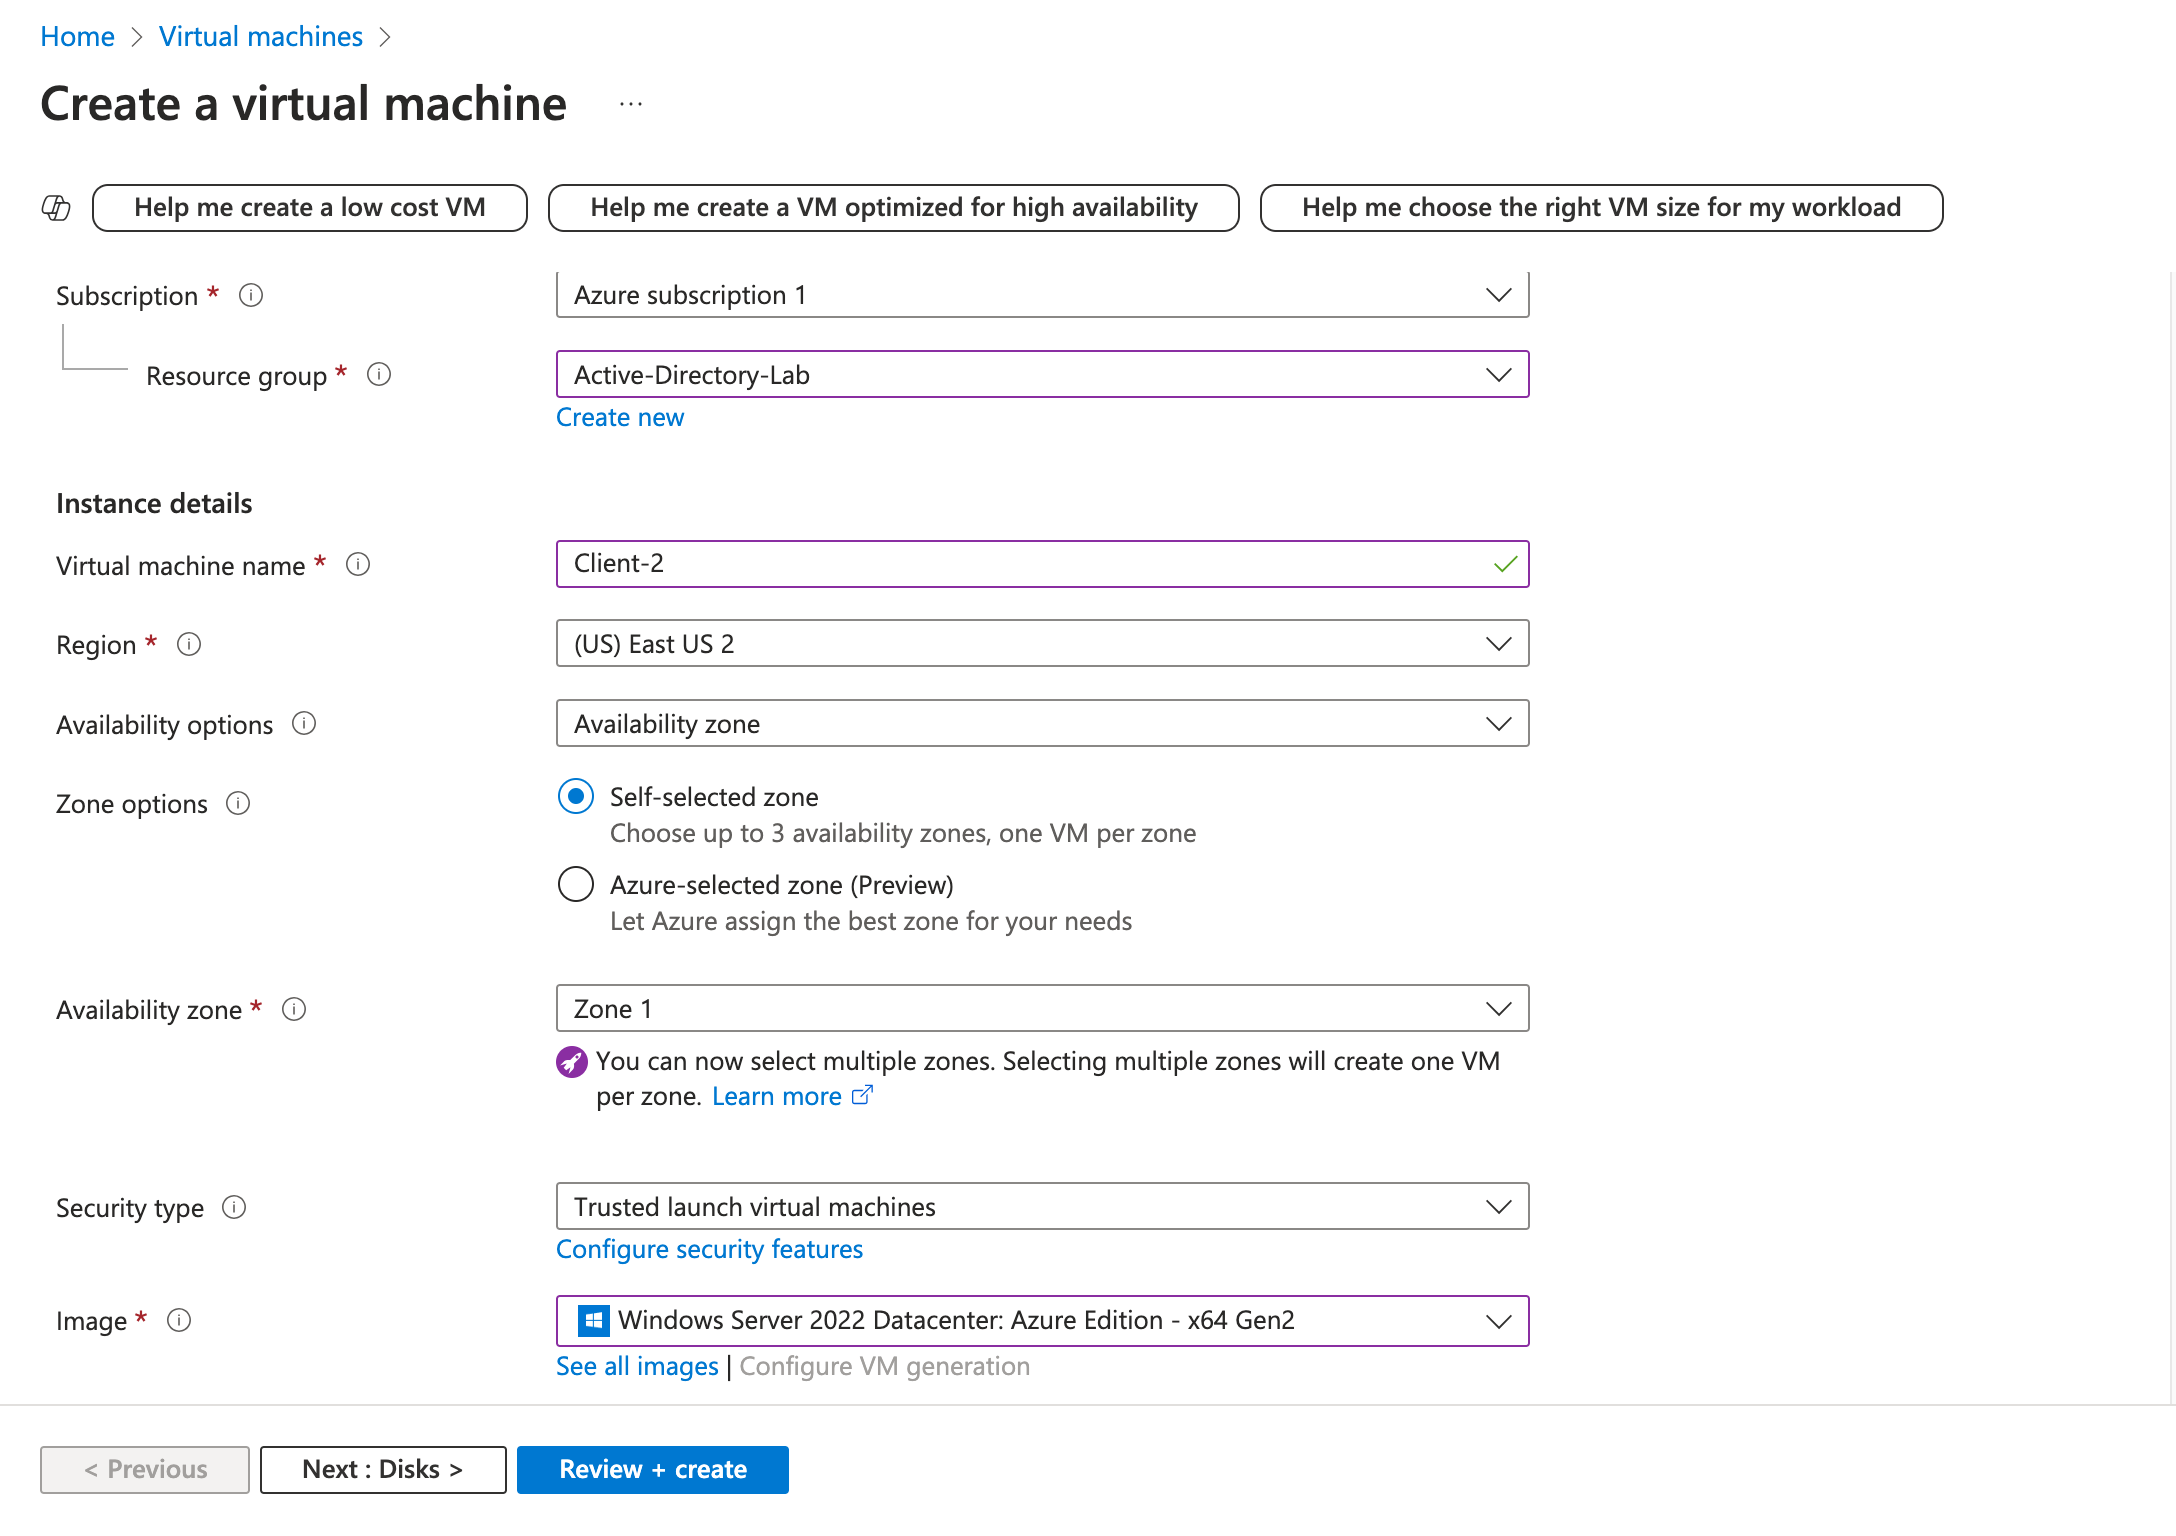 Home > Virtual machines >
Create a virtual machine ...
Help me create a low cost VM
Help me create a VM optimized for high availability
Help me choose the right VM size for my workload
Subscription *
Azure subscription 1
Resource group *
Active-Directory-Lab
Create new
Instance details
Virtual machine name *
Client-2
Region *
(US) East US 2
Availability options
Availability zone
Zone options
Self-selected zone
Choose up to 3 availability zones, one VM per zone
Azure-selected zone (Preview)
Let Azure assign the best zone for your needs
Availability zone *
Zone 1
You can now select multiple zones. Selecting multiple zones will create one VM
per zone. Learn more
Security type
Trusted launch virtual machines
Configure security features
Image *
Windows Server 2022 Datacenter: Azure Edition - x64 Gen2
See all images | Configure VM generation
< Previous
Next : Disks >
Review + create